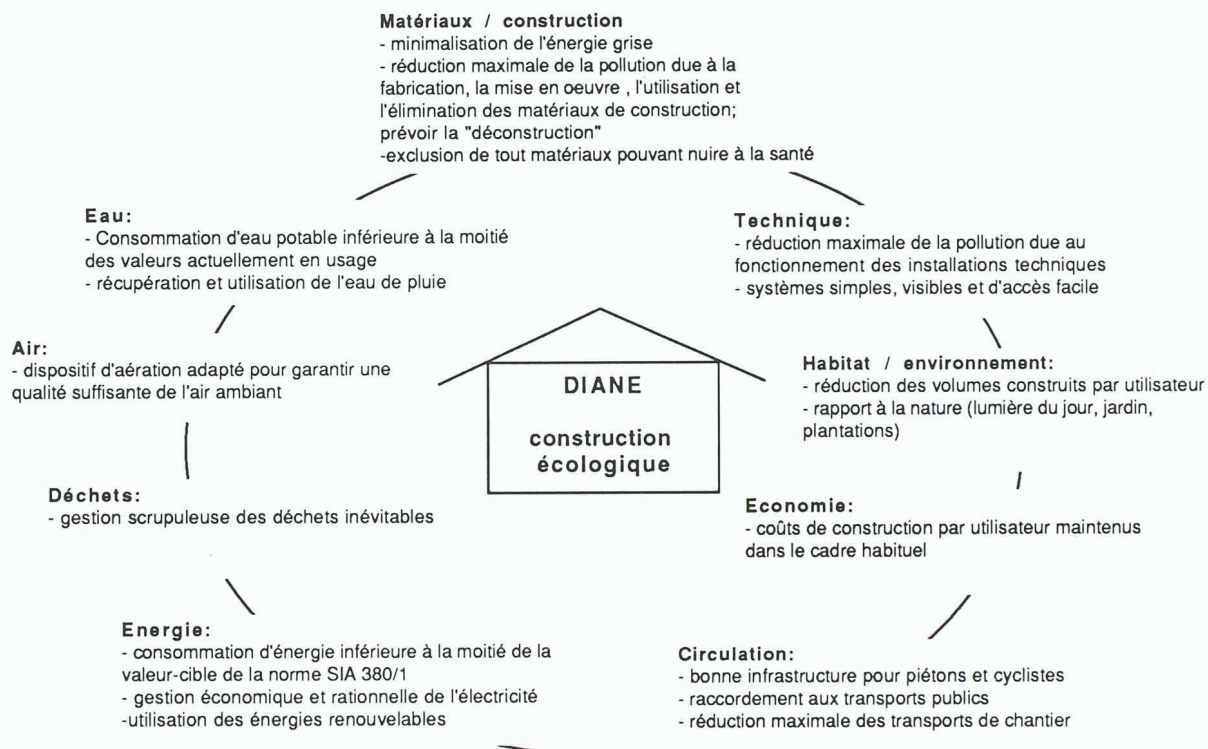 Matériaux / construction
- minimalisation de l'énergie grise
- réduction maximale de la pollution due à la
fabrication, la mise en oeuvre , l'utilisation et
l'élimination des matériaux de construction;
prévoir la "déconstruction"
-exclusion de tout matériaux pouvant nuire à la santé
Eau:
- Consommation d'eau potable inférieure à la moitié
des valeurs actuellement en usage
- récupération et utilisation de l'eau de pluie
Technique:
- réduction maximale de la pollution due au
fonctionnement des installations techniques
- systèmes simples, visibles et d'accès facile
Air:
- dispositif d'aération adapté pour garantir une
qualité suffisante de l'air ambiant
DIANE
construction
écologique
Habitat / environnement:
- réduction des volumes construits par utilisateur
- rapport à la nature (lumière du jour, jardin,
plantations)
Déchets:
- gestion scrupuleuse des déchets inévitables
Economie:
- coûts de construction par utilisateur maintenus
dans le cadre habituel
Energie:
- consommation d'énergie inférieure à la moitié de la
valeur-cible de la norme SIA 380/1
- gestion économique et rationnelle de l'électricité
-utilisation des énergies renouvelables
Circulation:
- bonne infrastructure pour piétons et cyclistes
- raccordement aux transports publics
- réduction maximale des transports de chantier